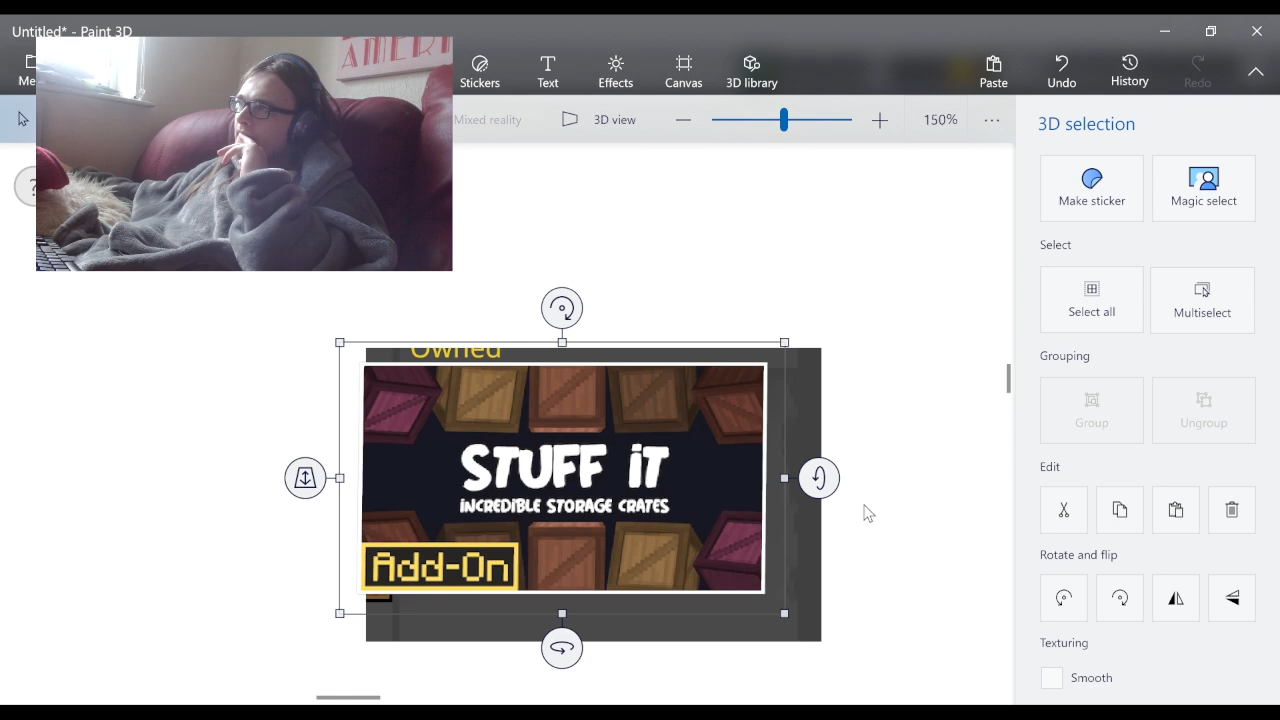 Untitled* - Paint 3D
AMER
Me
Stickers
Text
Effects
Canvas
3D library
Paste
Undo
History
Redo
Mixed reality
3D view
150%
3D selection
?
Make sticker
Magic select
Select
Select all
Multiselect
Owned
Grouping
STUFF iT
iNCREDiBLE STORAGE CRATES
Add-On
Group
Ungroup
Edit
Rotate and flip
Texturing
Smooth